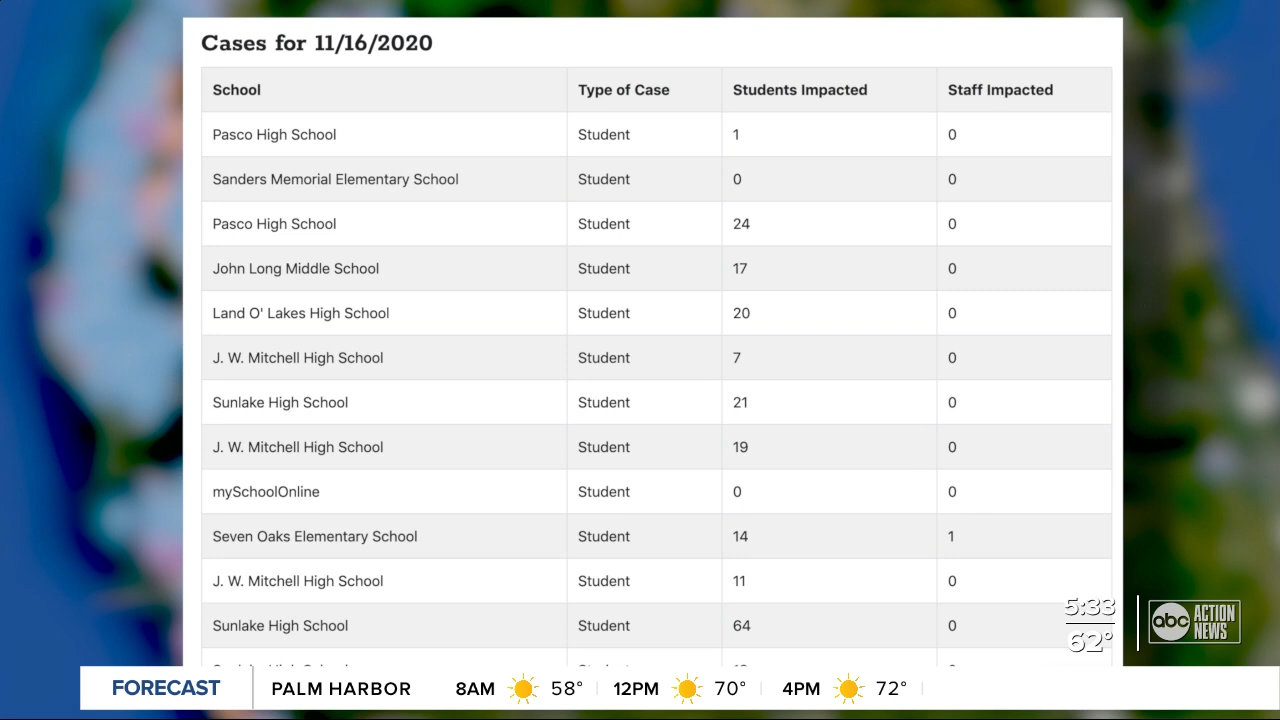 Cases for 11/16/2020
School Type of Case Students Impacted Staff Impacted
Pasco High School Student 1 0
Sanders Memorial Elementary School Student 0 0
Pasco High School Student 24 0
John Long Middle School Student 17 0
Land O' Lakes High School Student 20 0
J. W. Mitchell High School Student 7 0
Sunlake High School Student 21 0
J. W. Mitchell High School Student 19 0
mySchoolOnline Student 0 0
Seven Oaks Elementary School Student 14 1
J. W. Mitchell High School Student 11 0
Sunlake High School Student 64 0
5:33
62°
abc ACTION NEWS
FORECAST PALM HARBOR 8AM 58° 12PM 70° 4PM 72°